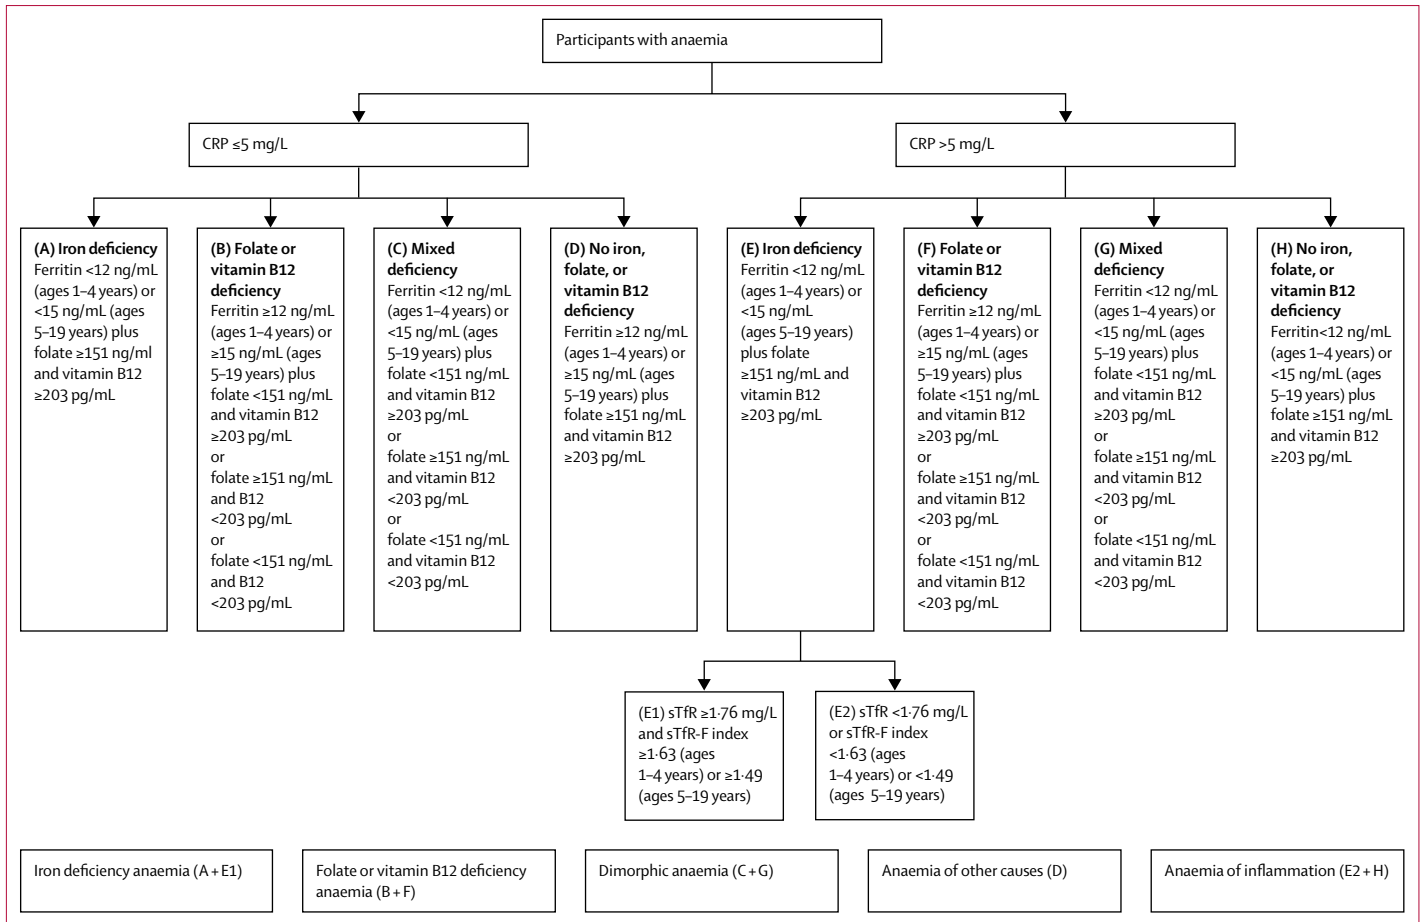 Participants with anaemia
CRP ≤5 mg/L
CRP >5 mg/L
(A) Iron deficiency
Ferritin <12 ng/mL
(ages 1–4 years) or
<15 ng/mL (ages
5–19 years) plus
folate ≥151 ng/ml
and vitamin B12
≥203 pg/mL
(B) Folate or
vitamin B12
deficiency
Ferritin ≥12 ng/mL
(ages 1–4 years) or
≥15 ng/mL (ages
5–19 years) plus
folate <151 ng/mL
and vitamin B12
≥203 pg/mL
or
folate ≥151 ng/mL
and B12
<203 pg/mL
or
folate <151 ng/mL
and B12
<203 pg/mL
(C) Mixed
deficiency
Ferritin <12 ng/mL
(ages 1–4 years) or
<15 ng/mL (ages
5–19 years) plus
folate <151 ng/mL
and vitamin B12
≥203 pg/mL
or
folate ≥151 ng/mL
and vitamin B12
<203 pg/mL
or
folate <151 ng/mL
and vitamin B12
<203 pg/mL
(D) No iron,
folate, or
vitamin B12
deficiency
Ferritin ≥12 ng/mL
(ages 1–4 years) or
≥15 ng/mL (ages
5–19 years) plus
folate ≥151 ng/mL
and vitamin B12
≥203 pg/mL
(E) Iron deficiency
Ferritin <12 ng/mL
(ages 1–4 years) or
<15 ng/mL
(ages 5–19 years)
plus folate
≥151 ng/mL and
vitamin B12
≥203 pg/mL
(F) Folate or
vitamin B12
deficiency
Ferritin ≥12 ng/mL
(ages 1–4 years) or
≥15 ng/mL (ages
5–19 years) plus
folate <151 ng/mL
and vitamin B12
≥203 pg/mL
or
folate ≥151 ng/mL
and vitamin B12
<203 pg/mL
or
folate <151 ng/mL
and vitamin B12
<203 pg/mL
(G) Mixed
deficiency
Ferritin <12 ng/mL
(ages 1–4 years) or
<15 ng/mL (ages
5–19 years) plus
folate <151 ng/mL
and vitamin B12
≥203 pg/mL
or
folate ≥151 ng/mL
and vitamin B12
<203 pg/mL
or
folate <151 ng/mL
and vitamin B12
<203 pg/mL
(H) No iron,
folate, or
vitamin B12
deficiency
Ferritin<12 ng/mL
(ages 1–4 years) or
<15 ng/mL (ages
5–19 years) plus
folate ≥151 ng/mL
and vitamin B12
≥203 pg/mL
(E1) sTfR ≥1·76 mg/L
and sTfR-F index
≥1·63 (ages
1–4 years) or ≥1·49
(ages 5–19 years)
(E2) sTfR <1·76 mg/L
or sTfR-F index
<1·63 (ages
1–4 years) or <1·49
(ages 5–19 years)
Iron deficiency anaemia (A + E1)
Folate or vitamin B12 deficiency
anaemia (B + F)
Dimorphic anaemia (C + G)
Anaemia of other causes (D)
Anaemia of inflammation (E2 + H)